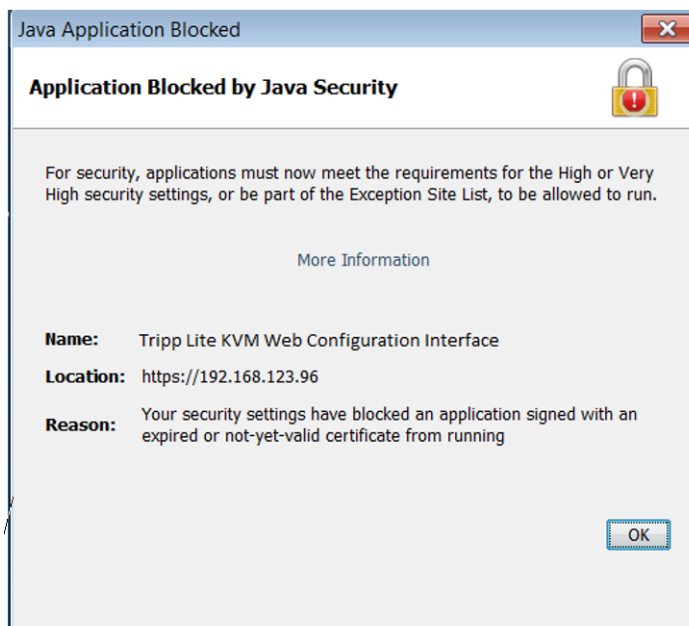 Java Application Blocked
Application Blocked by Java Security
For security, applications must now meet the requirements for the High or Very
High security settings, or be part of the Exception Site List, to be allowed to run.
More Information
Name: Tripp Lite KVM Web Configuration Interface
Location: https://192.168.123.96
Reason: Your security settings have blocked an application signed with an
expired or not-yet-valid certificate from running
OK